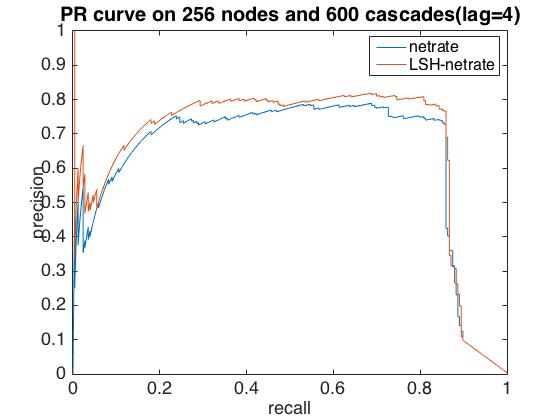 PR curve on 256 nodes and 600 cascades(lag=4)
netrate
LSH-netrate
precision
1
0.9
0.8
0.7
0.6
0.5
0.4
0.3
0.2
0.1
0
0 0.2 0.4 0.6 0.8 1
recall